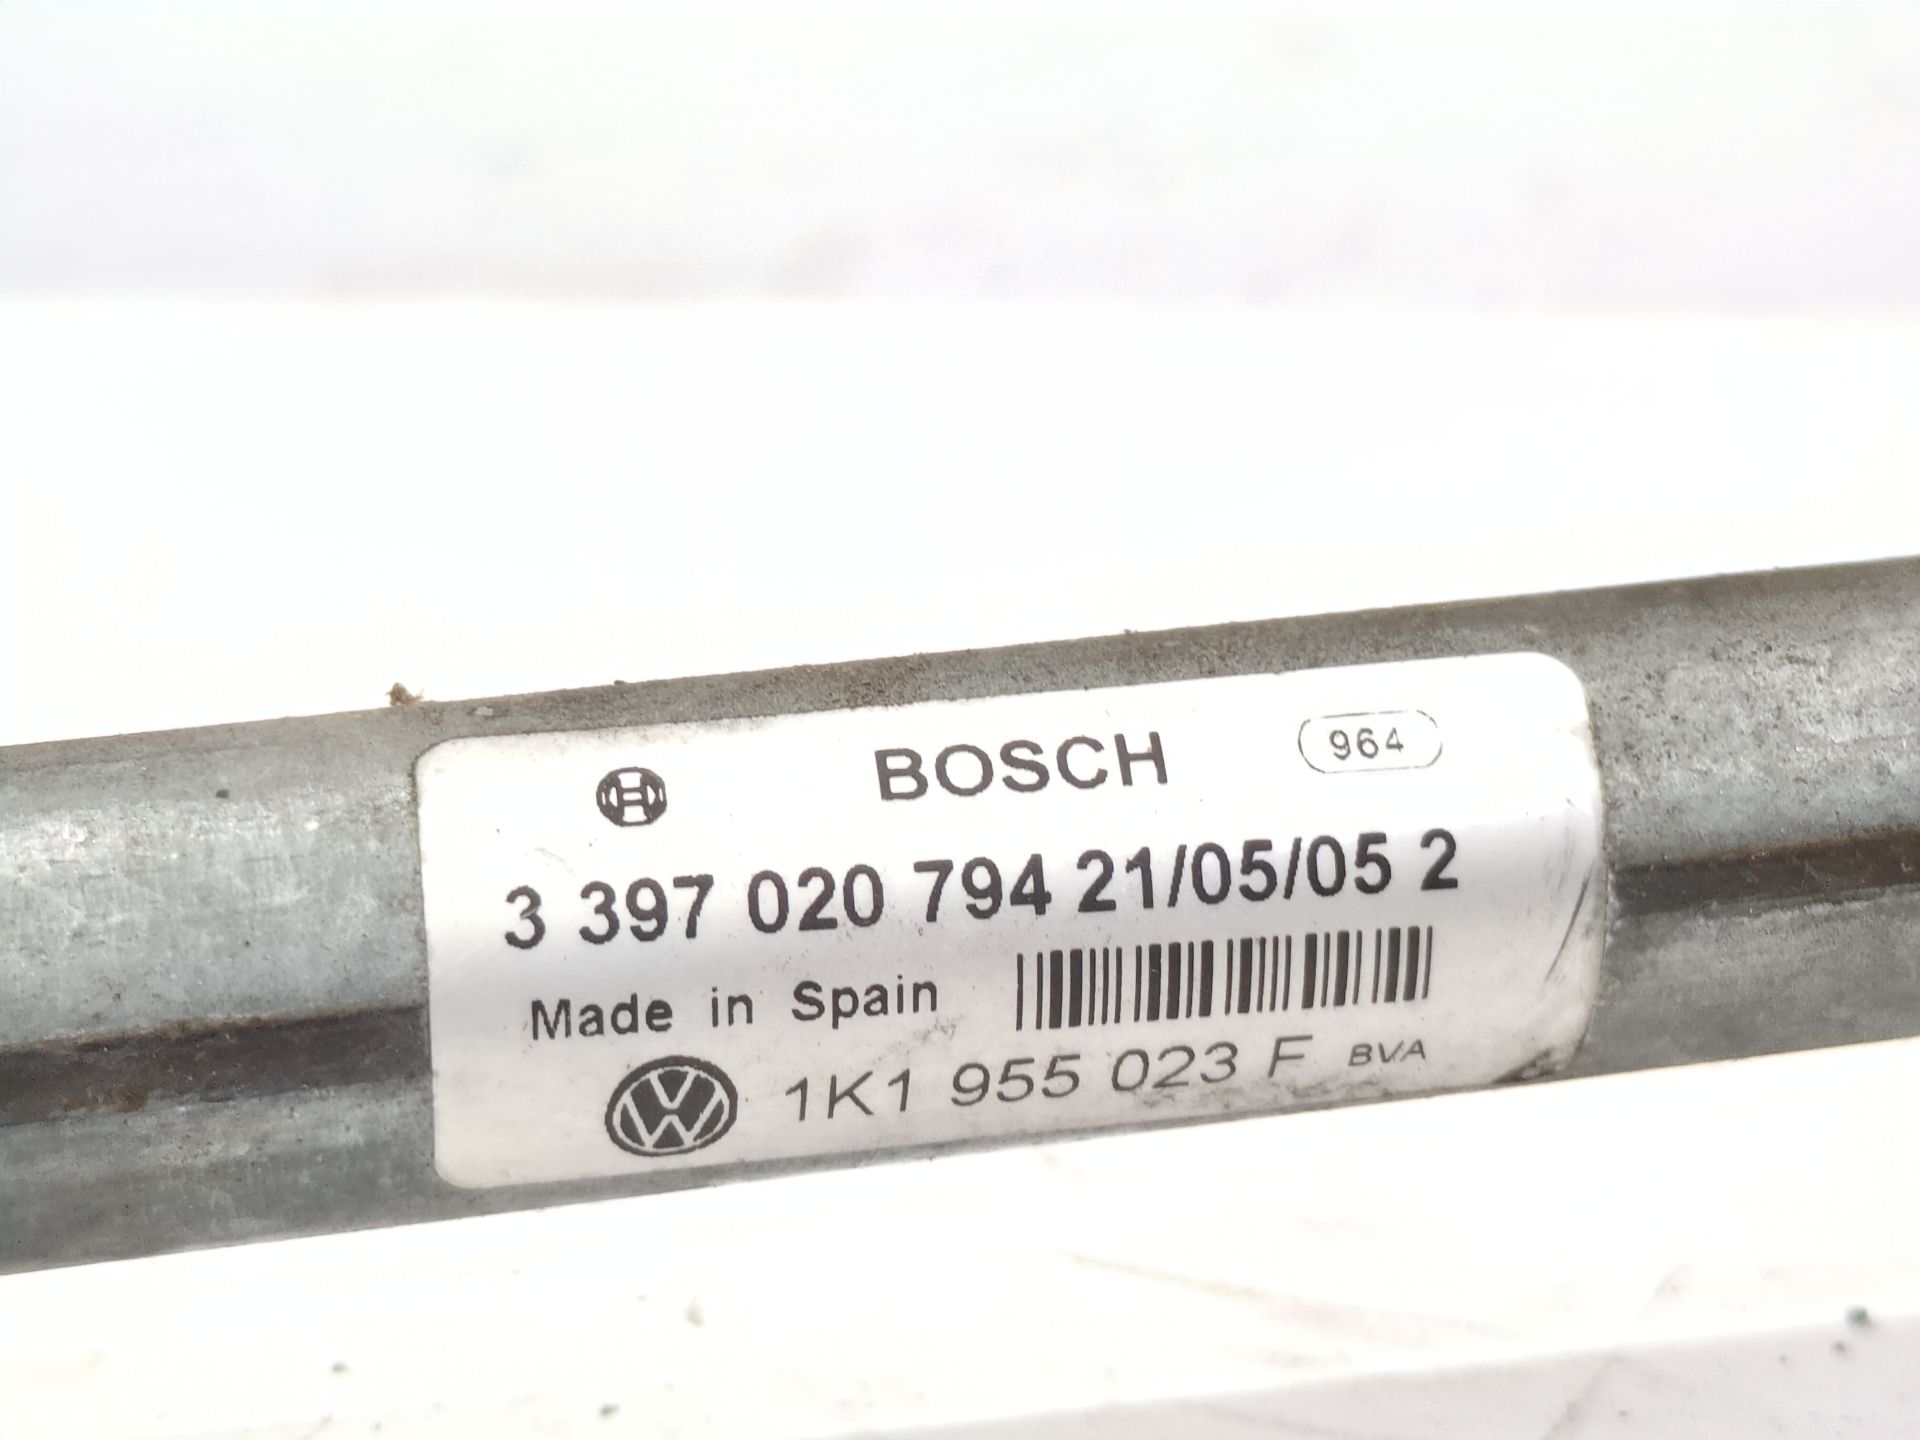 BOSCH 964
3 397 020 794 21/05/05 2
Made in Spain
1K1 955 023 F BVA